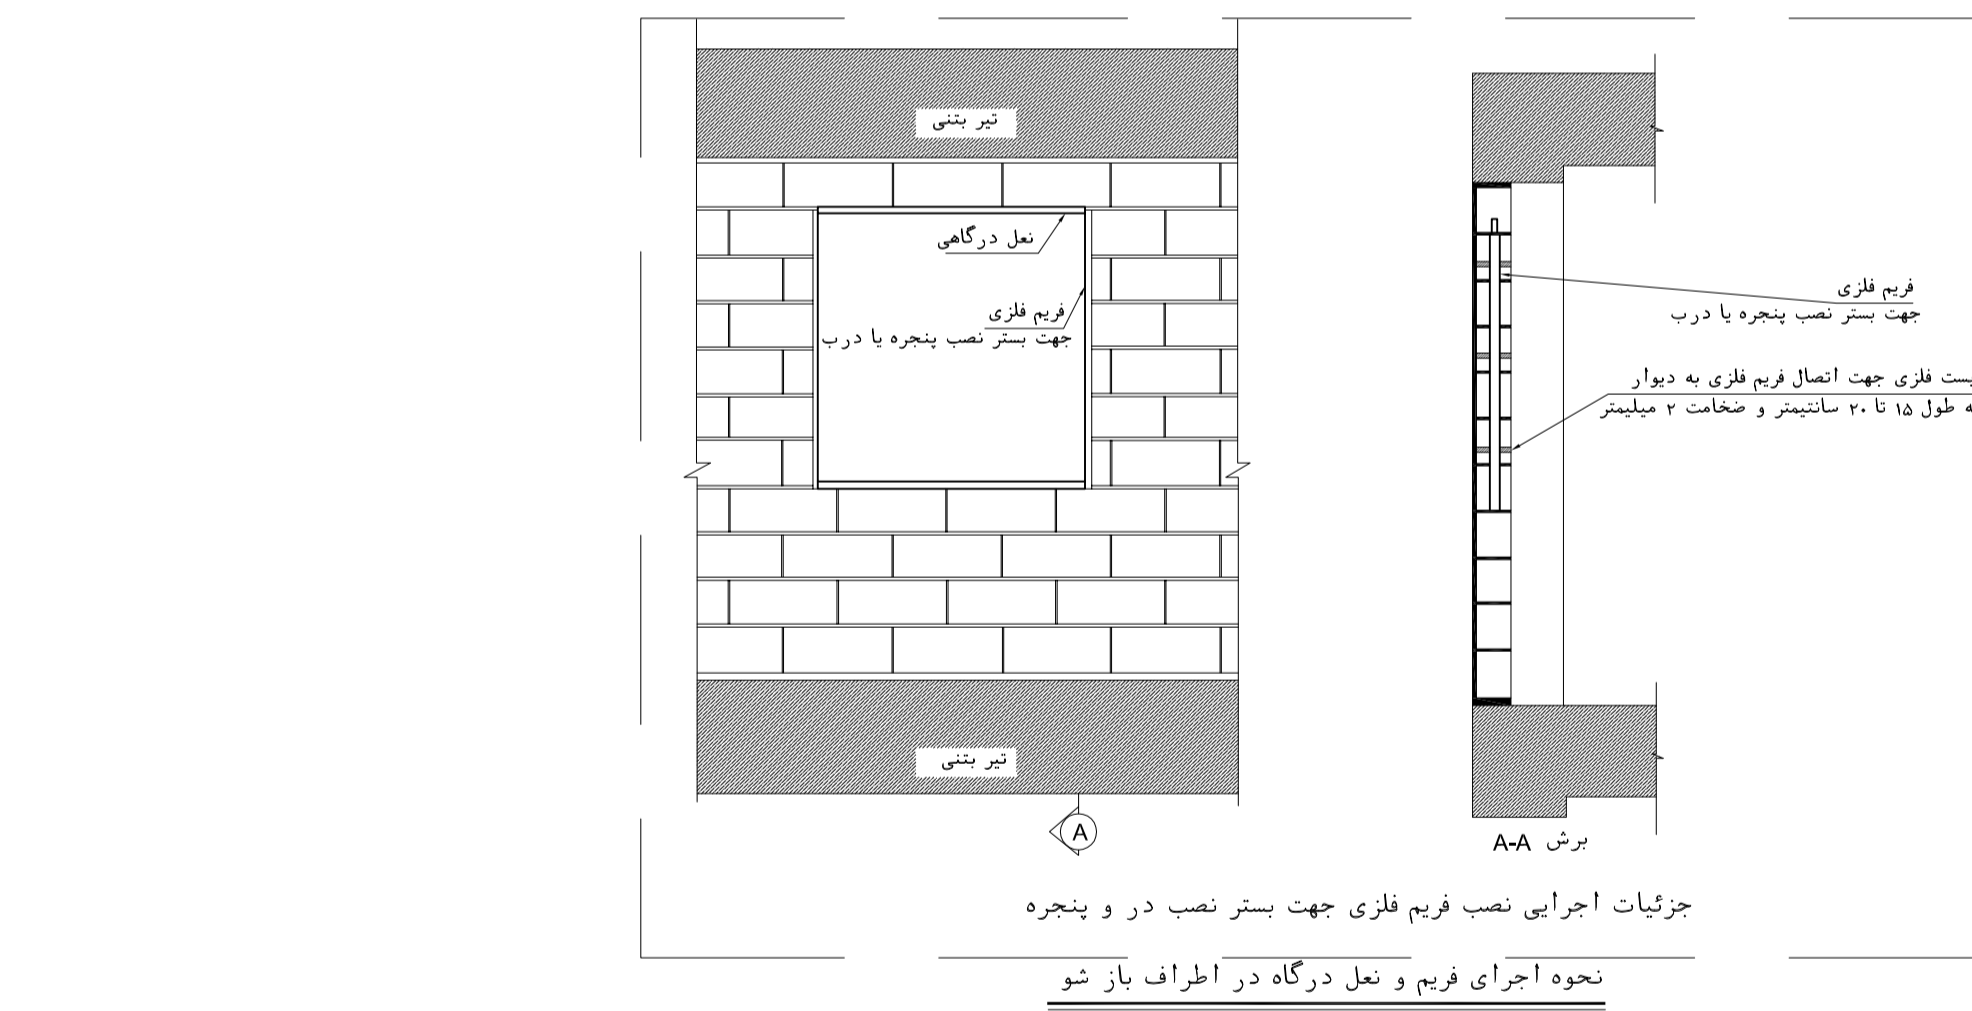 تیر بتنی
نعل درگاهی
فریم فلزی
جهت بستر نصب پنجره یا درب
تیر بتنی
A
فریم فلزی
جهت بستر نصب پنجره یا درب
فلزی جهت اتصال فریم فلزی به دیوار
طول ۱۵ تا ۲۰ سانتیمتر و ضخامت ۲ میلیمتر
برش A-A
جزئیات اجرایی نصب فریم فلزی جهت بستر نصب در و پنجره
نحوه اجرای فریم و نعل درگاه در اطراف باز شو